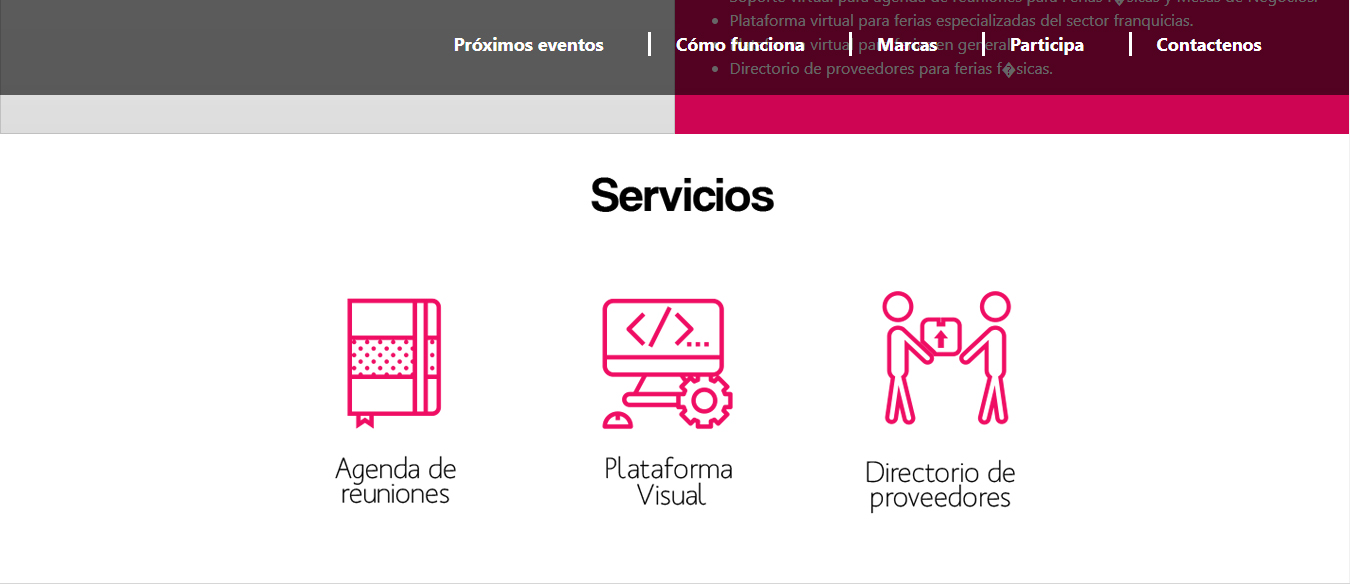 Soporte virtual para agenda de reuniones para Ferias F�sicas y Mesas de Negocios.
Plataforma virtual para ferias especializadas del sector franquicias.
Plataforma virtual para ferias en general.
Directorio de proveedores para ferias f�sicas.
Próximos eventos
Cómo funciona
Marcas
Participa
Contactenos
Servicios
Agenda de
reuniones
Plataforma
Visual
Directorio de
proveedores